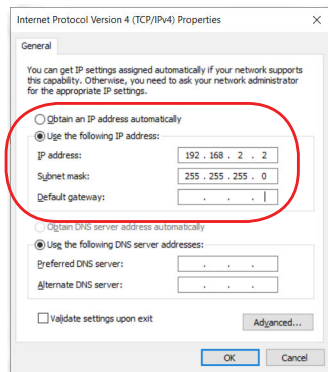 Internet Protocol Version 4 (TCP/IPv4) Properties
General
You can get IP settings assigned automatically if your network supports
this capability. Otherwise, you need to ask your network administrator
for the appropriate IP settings.
Obtain an IP address automatically
Use the following IP address:
IP address: 192 . 168 . 2 . 2
Subnet mask: 255 . 255 . 255 . 0
Default gateway: . . .
Obtain DNS server address automatically
Use the following DNS server addresses:
Preferred DNS server: . . .
Alternate DNS server: . . .
Validate settings upon exit
Advanced...
OK Cancel